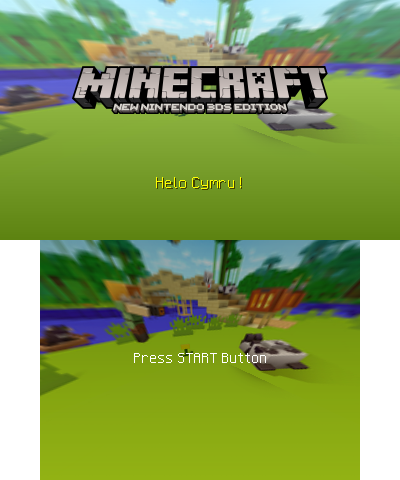 MINECRAFT
NEW NINTENDO 3DS EDITION
Helo Cymru!
Press START Button